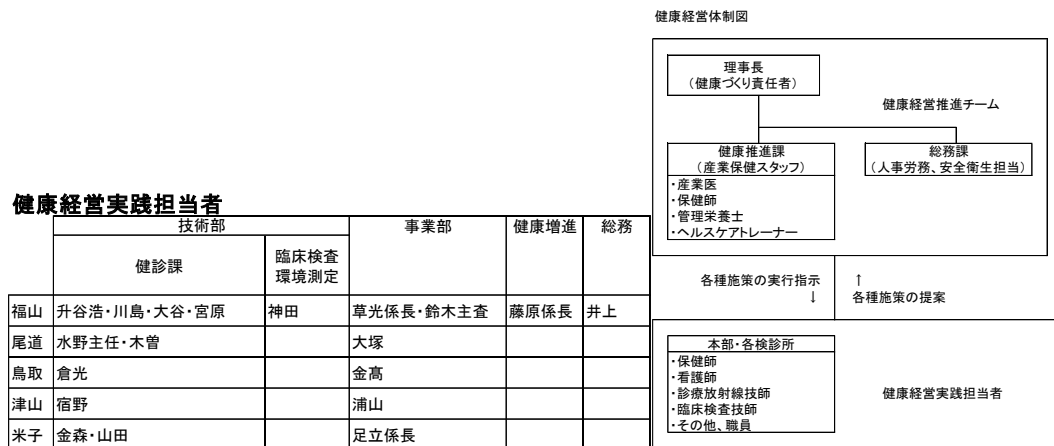 健康経営体制図
理事長
（健康づくり責任者）
健康経営推進チーム
健康推進課
（産業保健スタッフ）
・産業医
・保健師
・管理栄養士
・ヘルスケアトレーナー
総務課
（人事労務、安全衛生担当）
各種施策の実行指示
↓
↑
各種施策の提案
本部・各検診所
・保健師
・看護師
・診療放射線技師
・臨床検査技師
・その他、職員
健康経営実践担当者
健康経営実践担当者
技術部 事業部 健康増進 総務
健診課 臨床検査
環境測定
福山 升谷浩・川島・大谷・宮原 神田 草光係長・鈴木主査 藤原係長 井上
尾道 水野主任・木曽 大塚
鳥取 倉光 金髙
津山 宿野 浦山
米子 金森・山田 足立係長